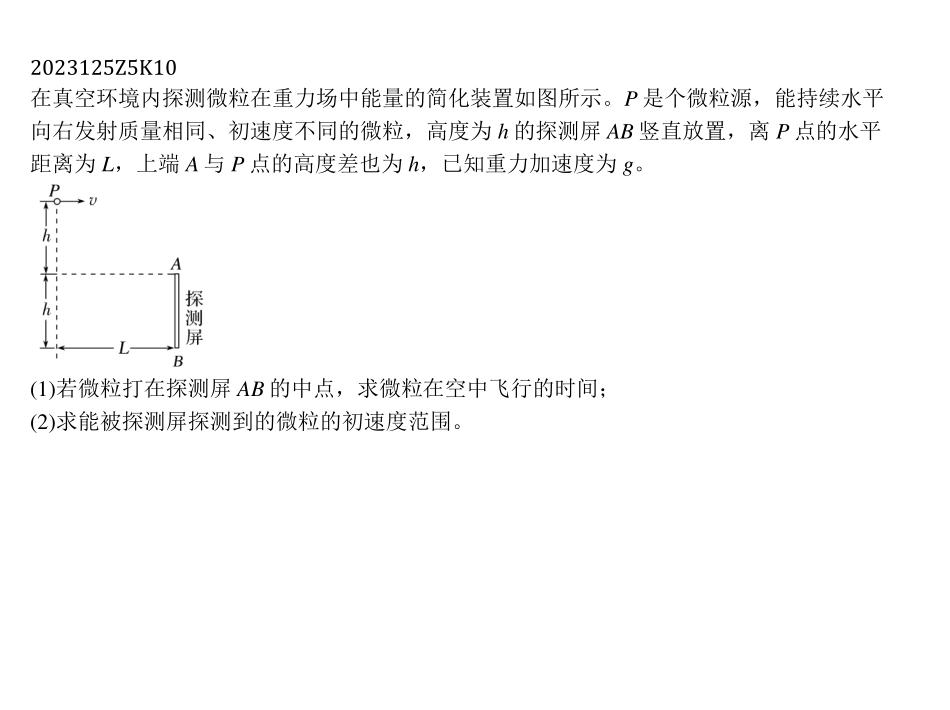 2023125Z5K10
在真空环境内探测微粒在重力场中能量的简化装置如图所示。P 是个微粒源，能持续水平
向右发射质量相同、初速度不同的微粒，高度为 h 的探测屏 AB 竖直放置，离 P 点的水平
距离为 L，上端 A 与 P 点的高度差也为 h，已知重力加速度为 g。
P
v
h
A
h
探
测
屏
L
B
(1)若微粒打在探测屏 AB 的中点，求微粒在空中飞行的时间；
(2)求能被探测屏探测到的微粒的初速度范围。